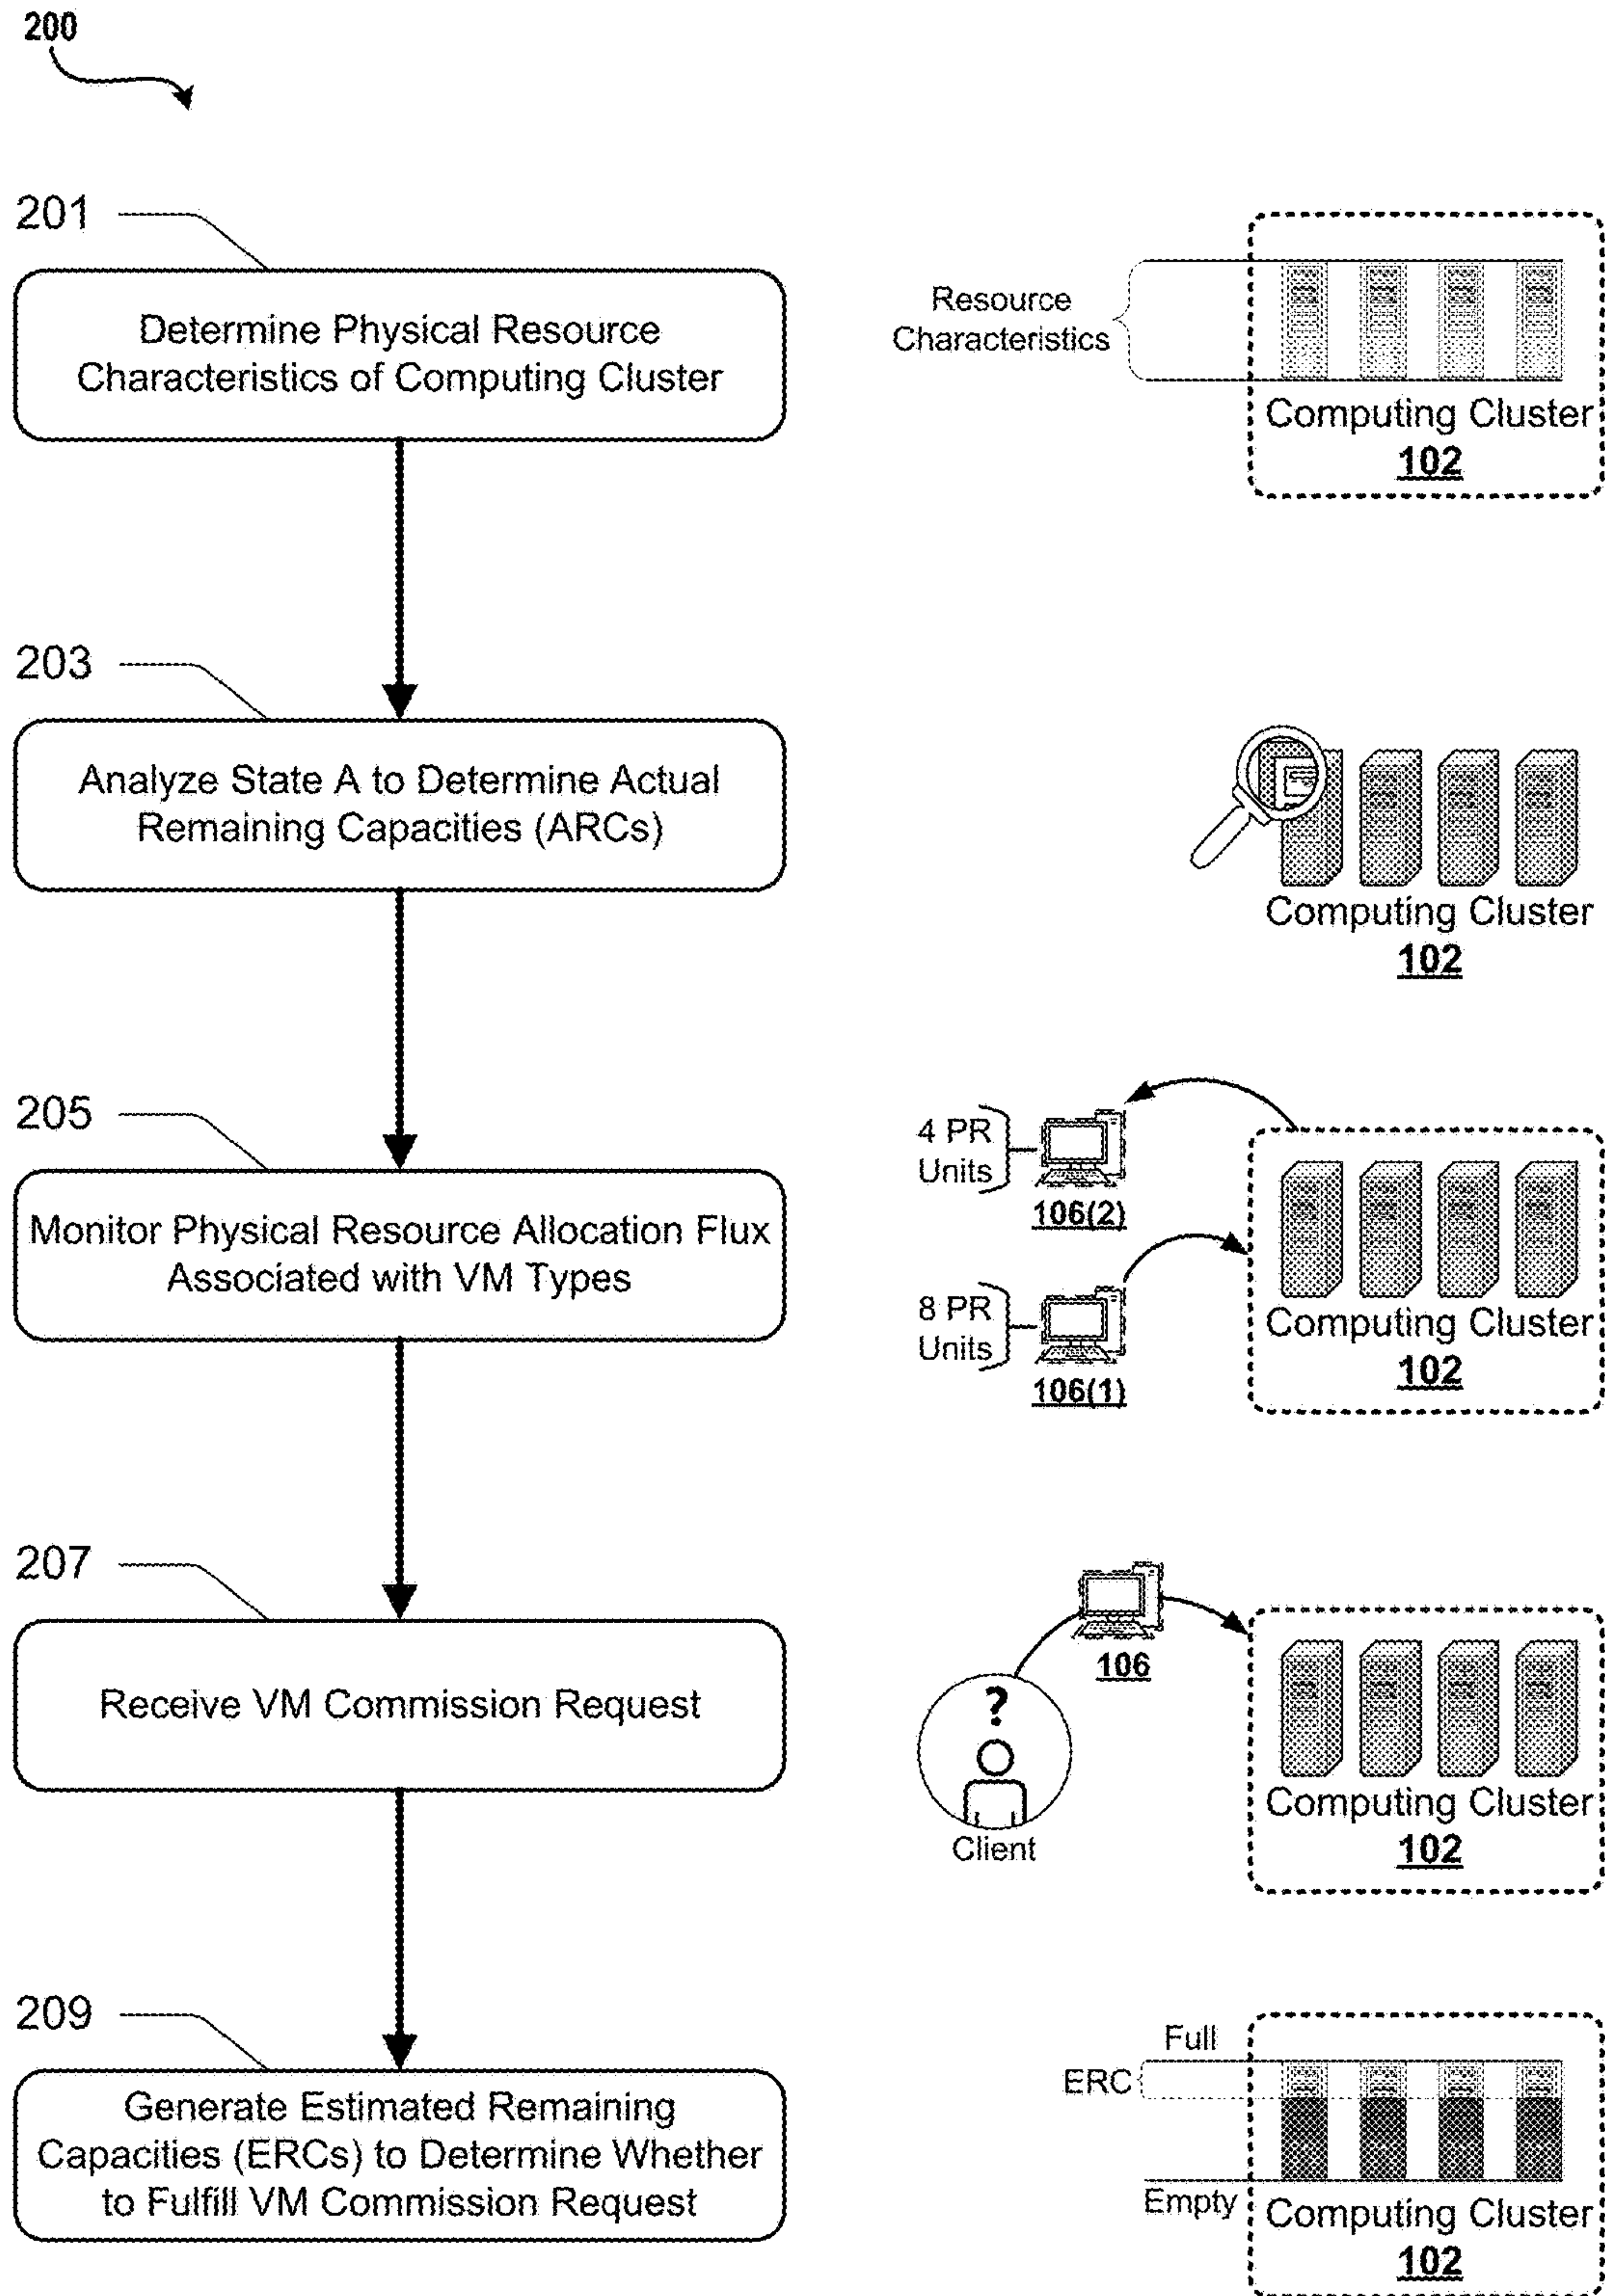 200
201
Determine Physical Resource
Characteristics of Computing Cluster
Resource
Characteristics
Computing Cluster
102
203
Analyze State A to Determine Actual
Remaining Capacities (ARCs)
Computing Cluster
102
205
Monitor Physical Resource Allocation Flux
Associated with VM Types
4 PR
Units
106(2)
8 PR
Units
106(1)
Computing Cluster
102
207
Receive VM Commission Request
106
?
Client
Computing Cluster
102
209
Generate Estimated Remaining
Capacities (ERCs) to Determine Whether
to Fulfill VM Commission Request
Full
ERC
Empty
Computing Cluster
102